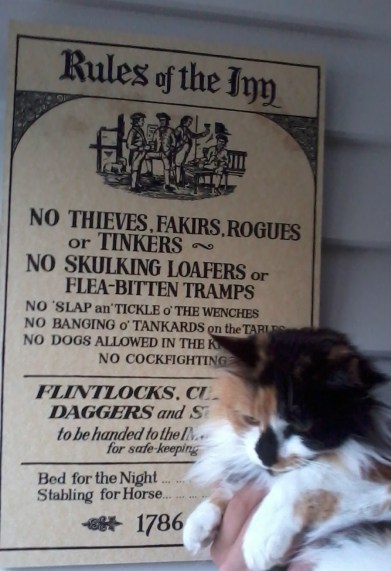 Rules of the Inn
NO THIEVES, FAKIRS, ROGUES
or TINKERS ~
NO SKULKING LOAFERS or
FLEA-BITTEN TRAMPS
NO 'SLAP an' TICKLE o' THE WENCHES
NO BANGING o' TANKARDS on the TABLES
NO DOGS ALLOWED IN THE
NO COCKFIGHTING
FLINTLOCKS,
DAGGERS and
to be handed to the
for safe-keeping
Bed for the Night ... ...
Stabling for Horse... ... ...
1786